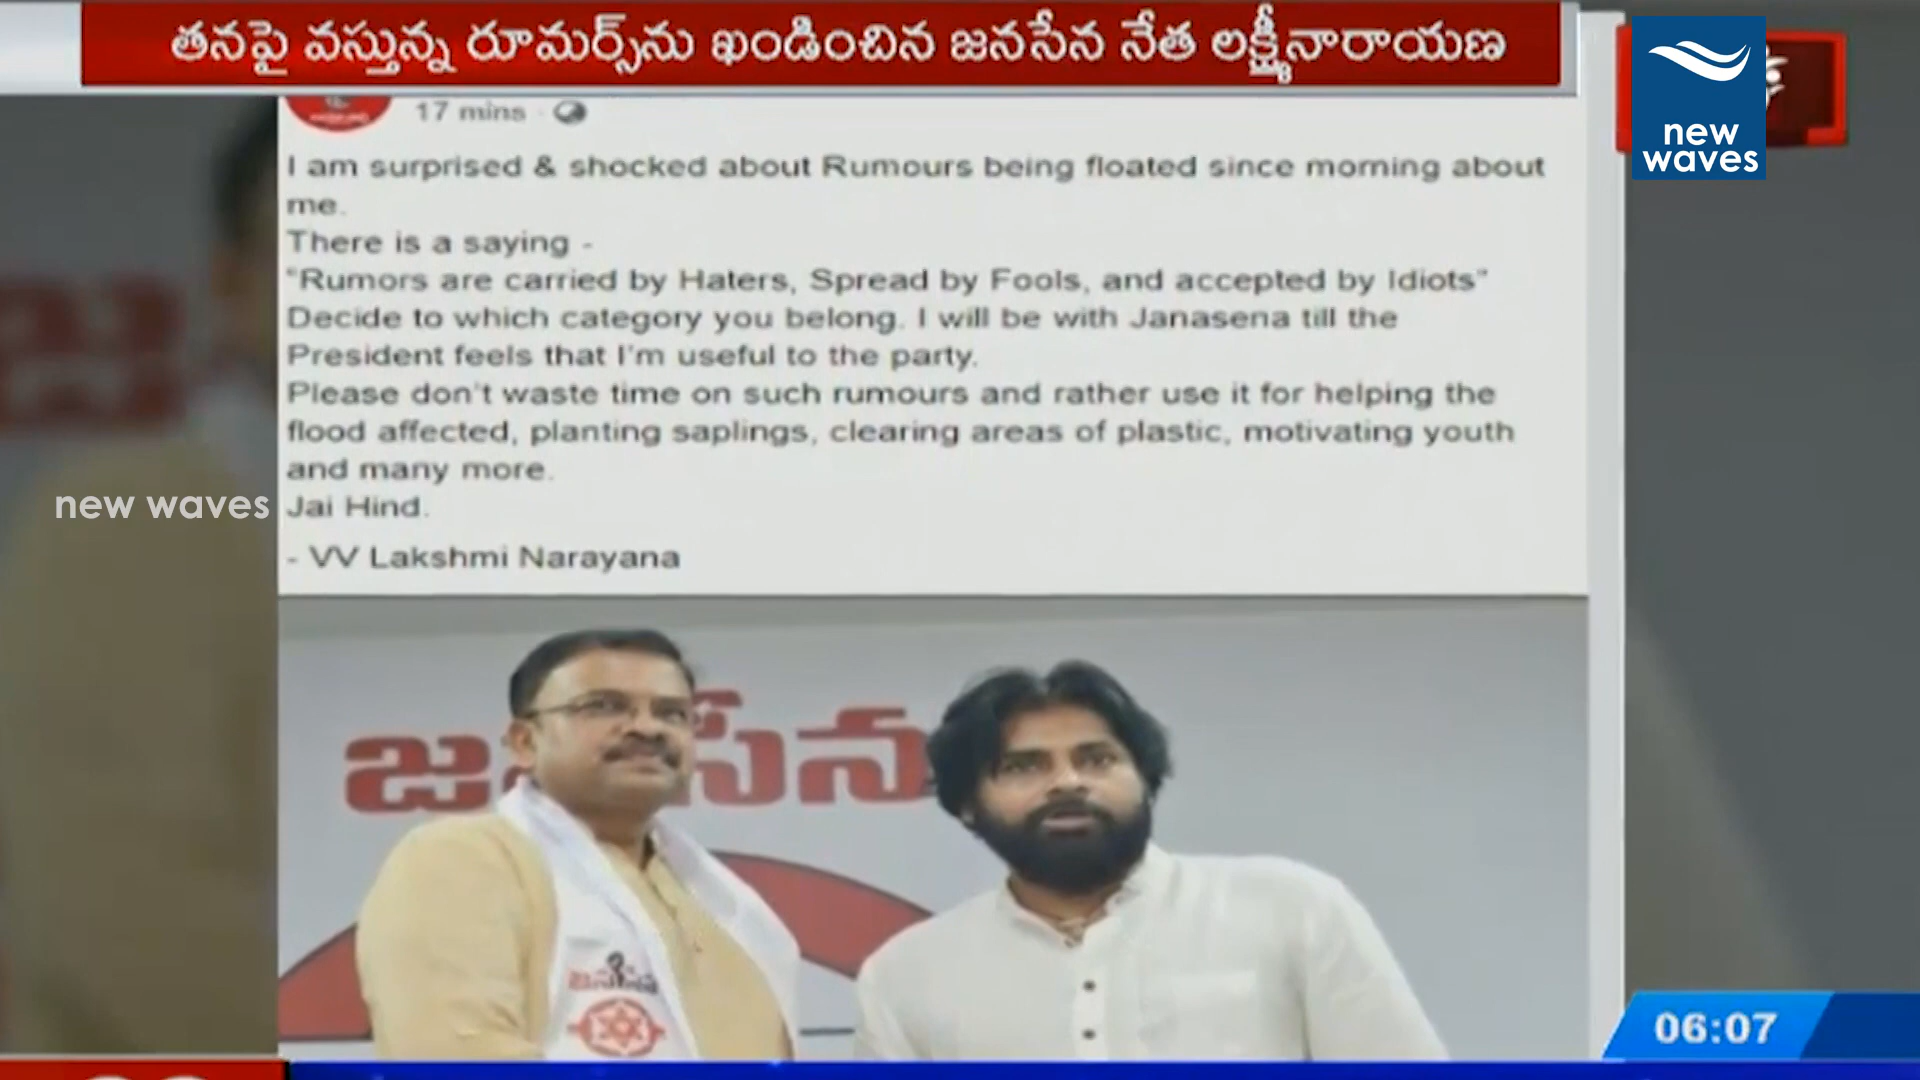 తనపై వస్తున్న రూమర్స్‌ను ఖండించిన జనసేన నేత లక్ష్మీనారాయణ
new
waves
17 mins ·
I am surprised & shocked about Rumours being floated since morning about
me.
There is a saying -
"Rumors are carried by Haters, Spread by Fools, and accepted by Idiots"
Decide to which category you belong. I will be with Janasena till the
President feels that I'm useful to the party.
Please don't waste time on such rumours and rather use it for helping the
flood affected, planting saplings, clearing areas of plastic, motivating youth
and many more.
new waves
Jai Hind.
- VV Lakshmi Narayana
జనసేన
జనసేన
06:07